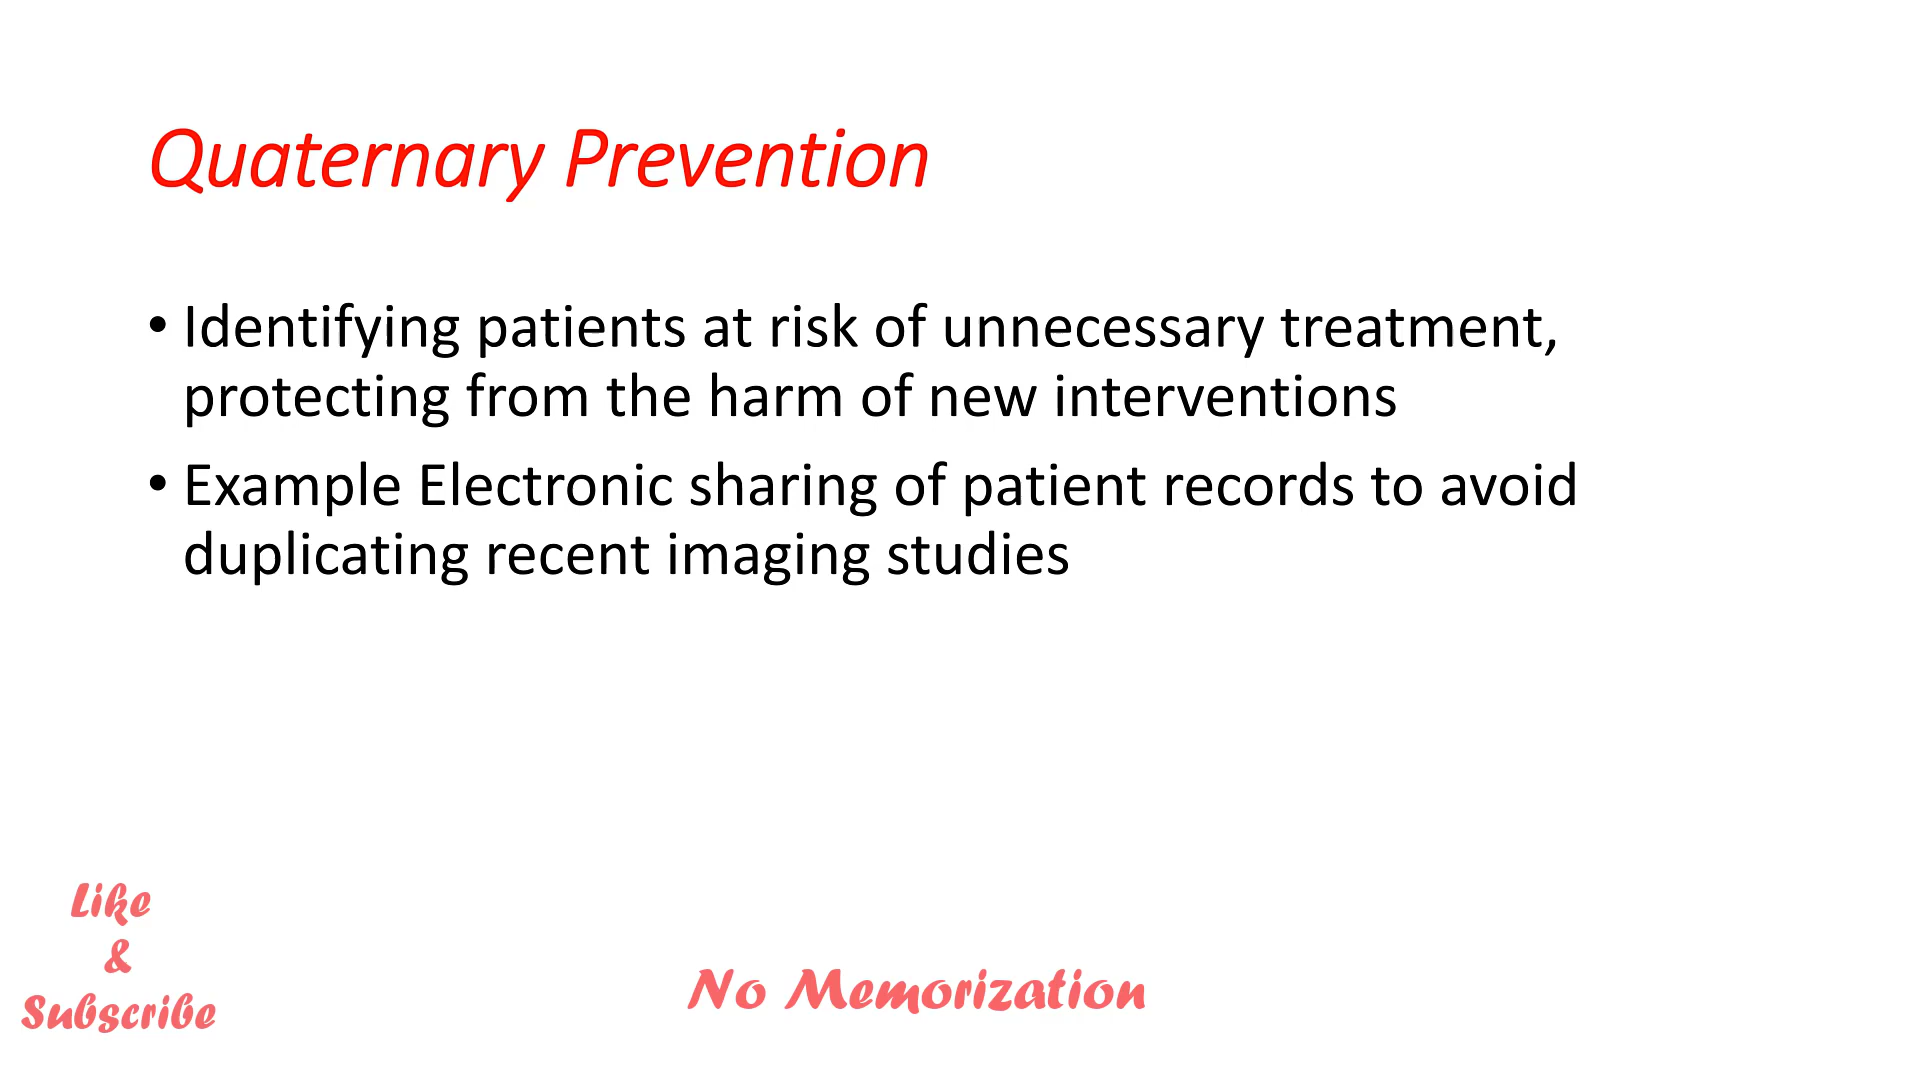 Quaternary Prevention
• Identifying patients at risk of unnecessary treatment,
protecting from the harm of new interventions
• Example Electronic sharing of patient records to avoid
duplicating recent imaging studies
Like
&
Subscribe
No Memorization